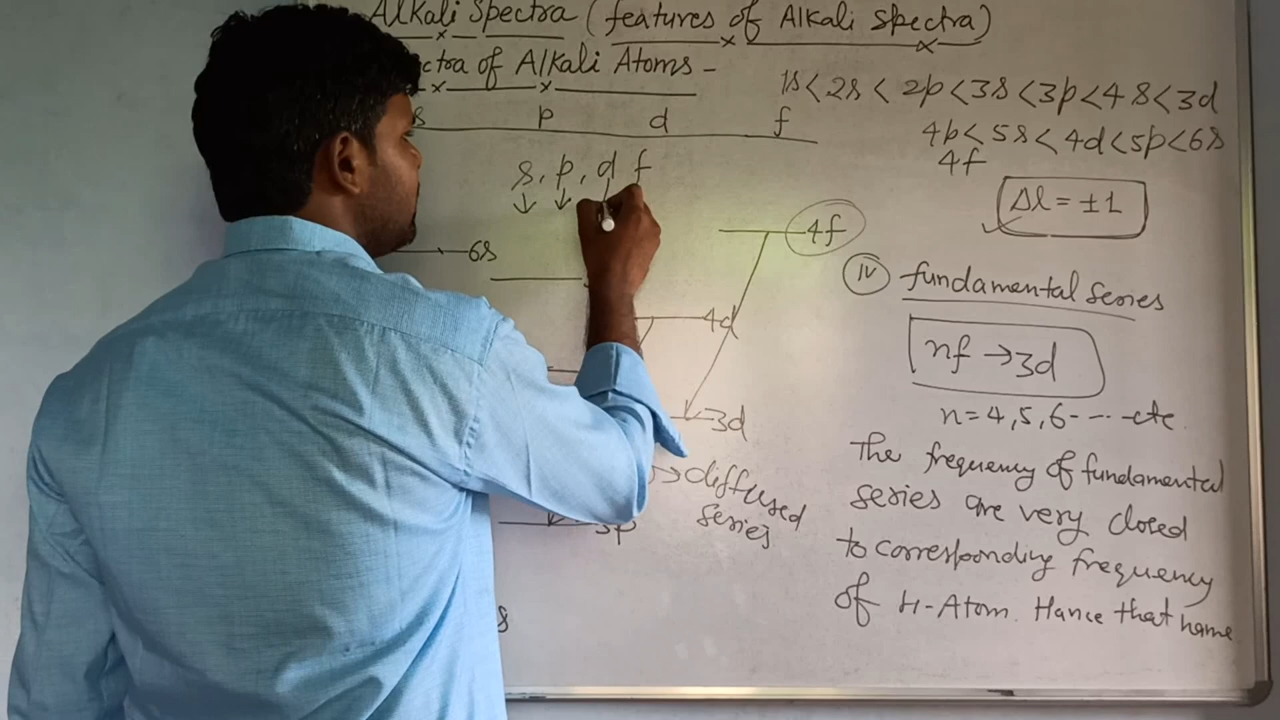 Alkali Spectra (features of Alkali spectra)
ctra of Alkali Atoms -
s p d f
1s < 2s < 2p < 3s < 3p < 4s < 3d
4p < 5s < 4d < 5p < 6s
4f
s, p, d f
Δl = ±1
6s
4f
(iv) fundamental series
4d
nf → 3d
3d
n = 4, 5, 6 - ... etc
→ diffused
series
3p
s
The frequency of fundamental
series are very closed
to corresponding frequency
of H-Atom. Hance that name